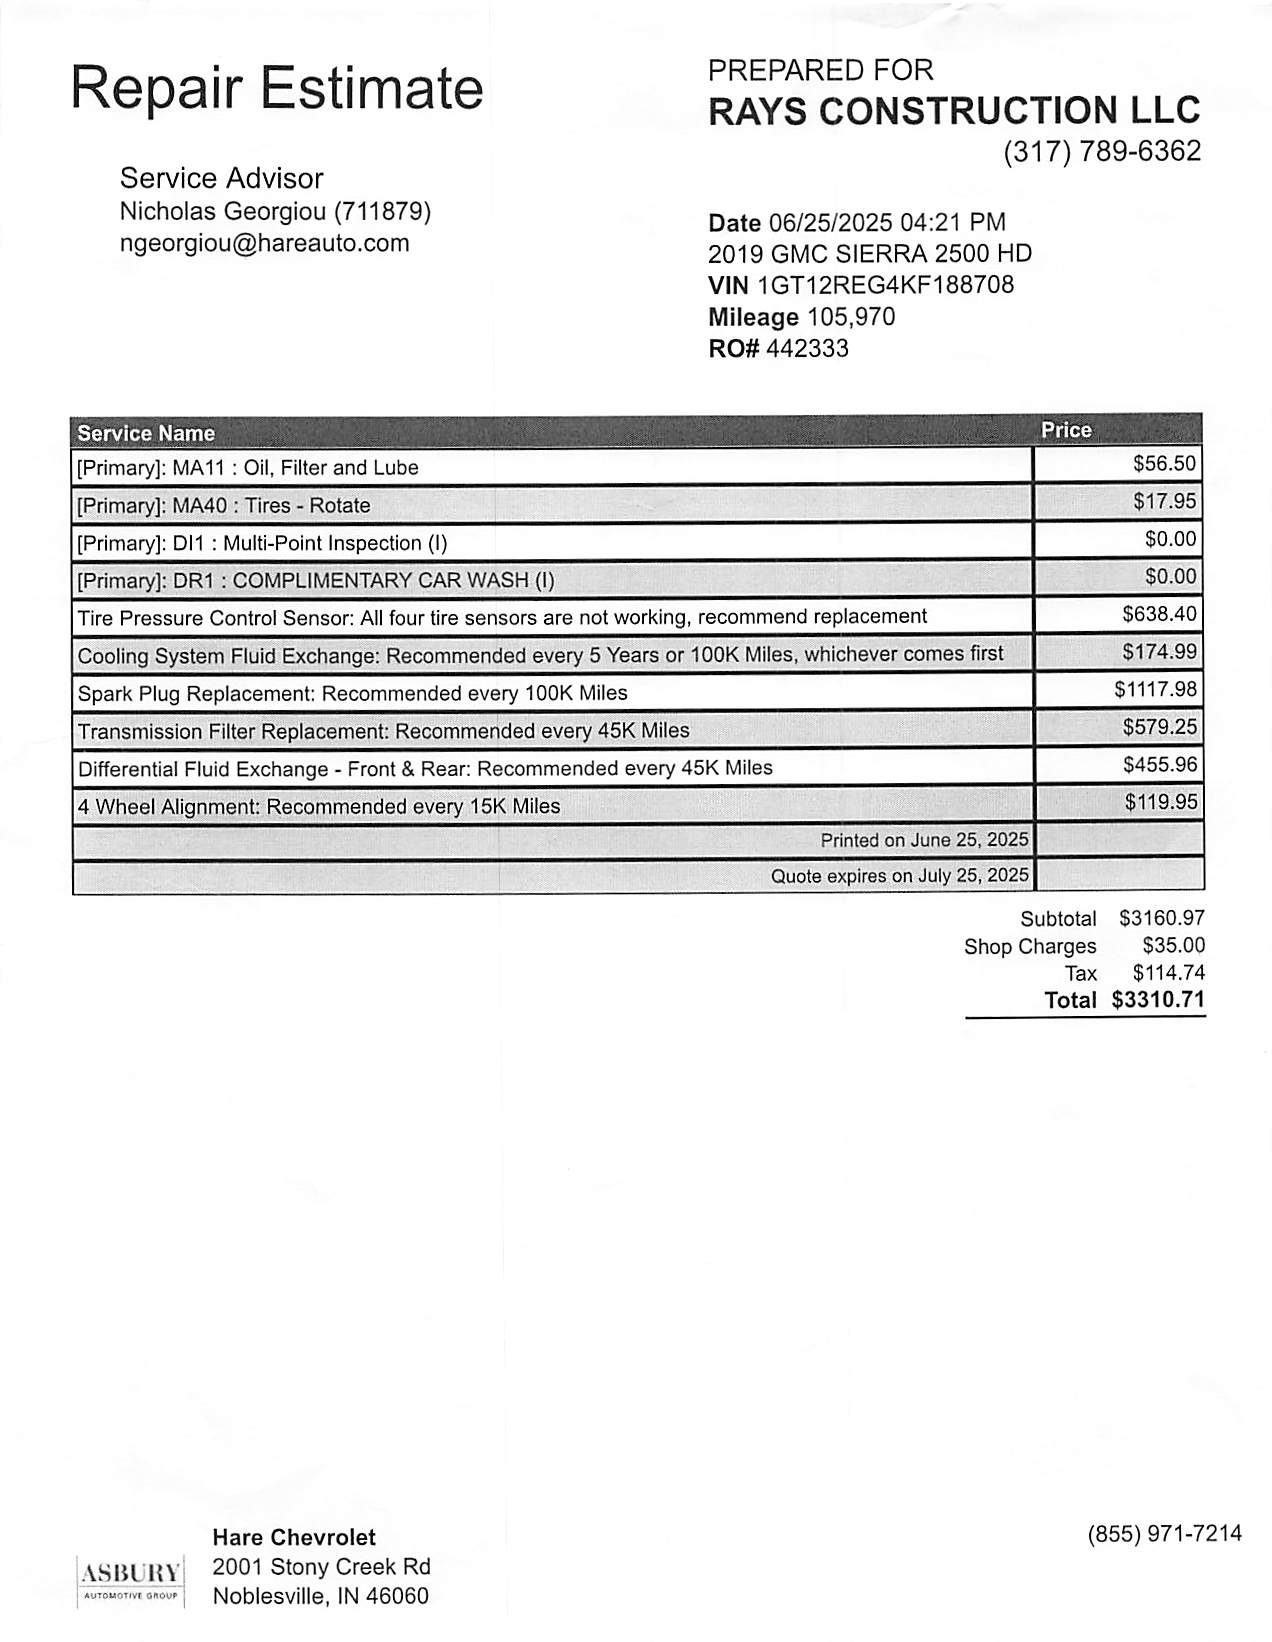 Repair Estimate
Service Advisor
Nicholas Georgiou (711879)
ngeorgiou@hareauto.com
PREPARED FOR
RAYS CONSTRUCTION LLC
(317) 789-6362
Date 06/25/2025 04:21 PM
2019 GMC SIERRA 2500 HD
VIN 1GT12REG4KF188708
Mileage 105,970
RO# 442333
Service Name Price
[Primary]: MA11 : Oil, Filter and Lube $56.50
[Primary]: MA40 : Tires - Rotate $17.95
[Primary]: DI1 : Multi-Point Inspection (I) $0.00
[Primary]: DR1 : COMPLIMENTARY CAR WASH (I) $0.00
Tire Pressure Control Sensor: All four tire sensors are not working, recommend replacement $638.40
Cooling System Fluid Exchange: Recommended every 5 Years or 100K Miles, whichever comes first $174.99
Spark Plug Replacement: Recommended every 100K Miles $1117.98
Transmission Filter Replacement: Recommended every 45K Miles $579.25
Differential Fluid Exchange - Front & Rear: Recommended every 45K Miles $455.96
4 Wheel Alignment: Recommended every 15K Miles $119.95
Printed on June 25, 2025
Quote expires on July 25, 2025
Subtotal $3160.97
Shop Charges $35.00
Tax $114.74
Total $3310.71
ASBURY
AUTOMOTIVE GROUP
Hare Chevrolet
2001 Stony Creek Rd
Noblesville, IN 46060
(855) 971-7214